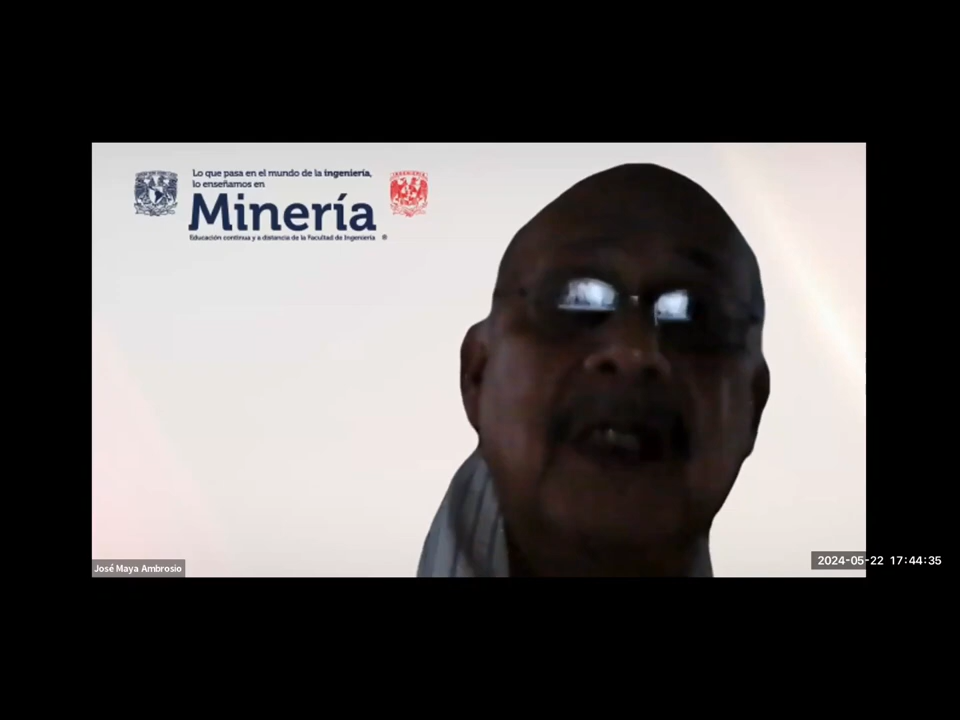 Lo que pasa en el mundo de la ingeniería,
lo enseñamos en
Minería
Educación continua y a distancia de la Facultad de Ingeniería ®
José Maya Ambrosio
2024-05-22 17:44:35